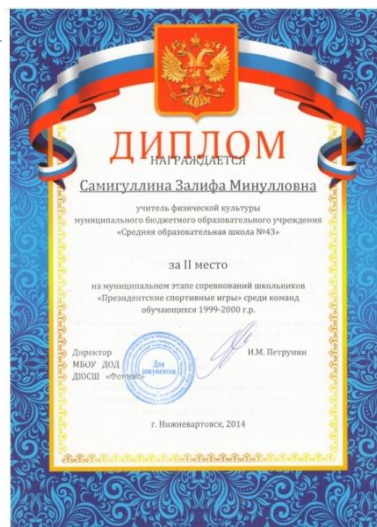 ДИПЛОМ
НАГРАЖДАЕТСЯ
Самигуллина Залифа Минулловна
учитель физической культуры
муниципального бюджетного образовательного учреждения
«Средняя образовательная школа №43»
за II место
на муниципальном этапе соревнований школьников
«Президентские спортивные игры» среди команд
обучающихся 1999-2000 г.р.
Директор
МБОУ ДОД
ДЮСШ «Феникс»
И.М. Петрунин
Для
документов
г. Нижневартовск, 2014